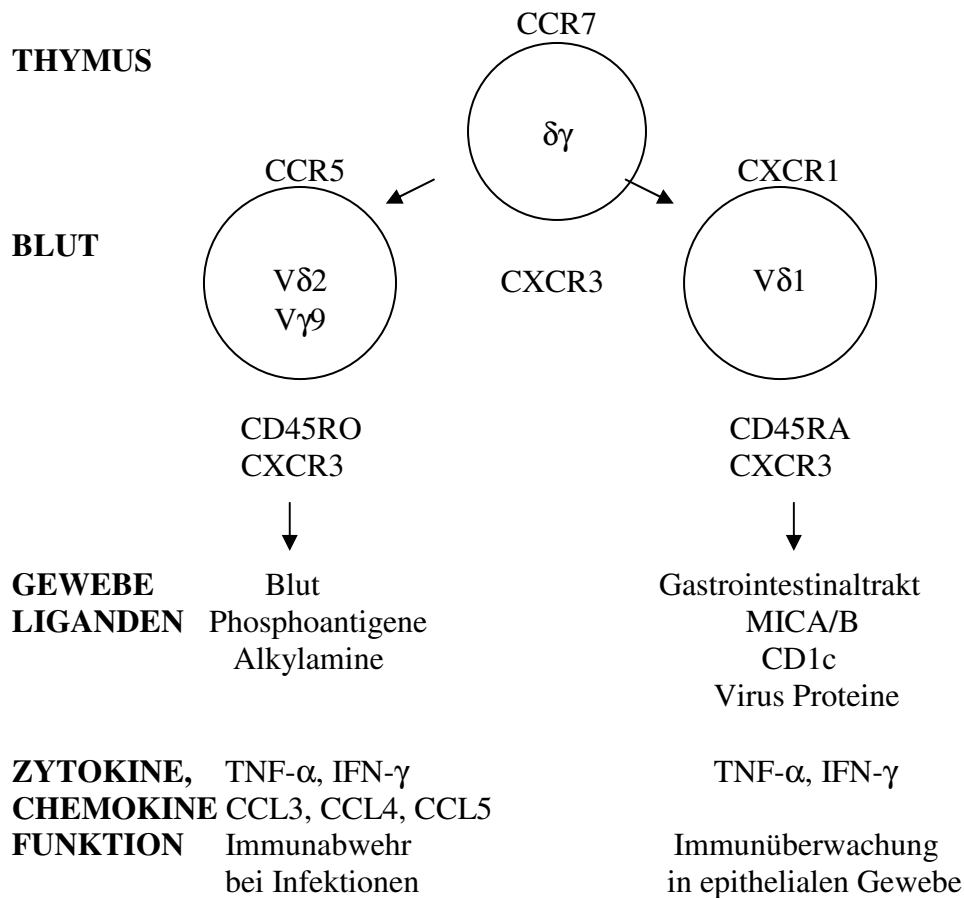 CCR7
THYMUS
δγ
CCR5 CXCR1
BLUT
Vδ2 CXCR3 Vδ1
Vγ9
CD45RO CD45RA
CXCR3 CXCR3
GEWEBE Blut Gastrointestinaltrakt
LIGANDEN Phosphoantigene MICA/B
Alkylamine CD1c
Virus Proteine
ZYTOKINE, TNF-α, IFN-γ TNF-α, IFN-γ
CHEMOKINE CCL3, CCL4, CCL5
FUNKTION Immunabwehr Immunüberwachung
bei Infektionen in epithelialen Gewebe